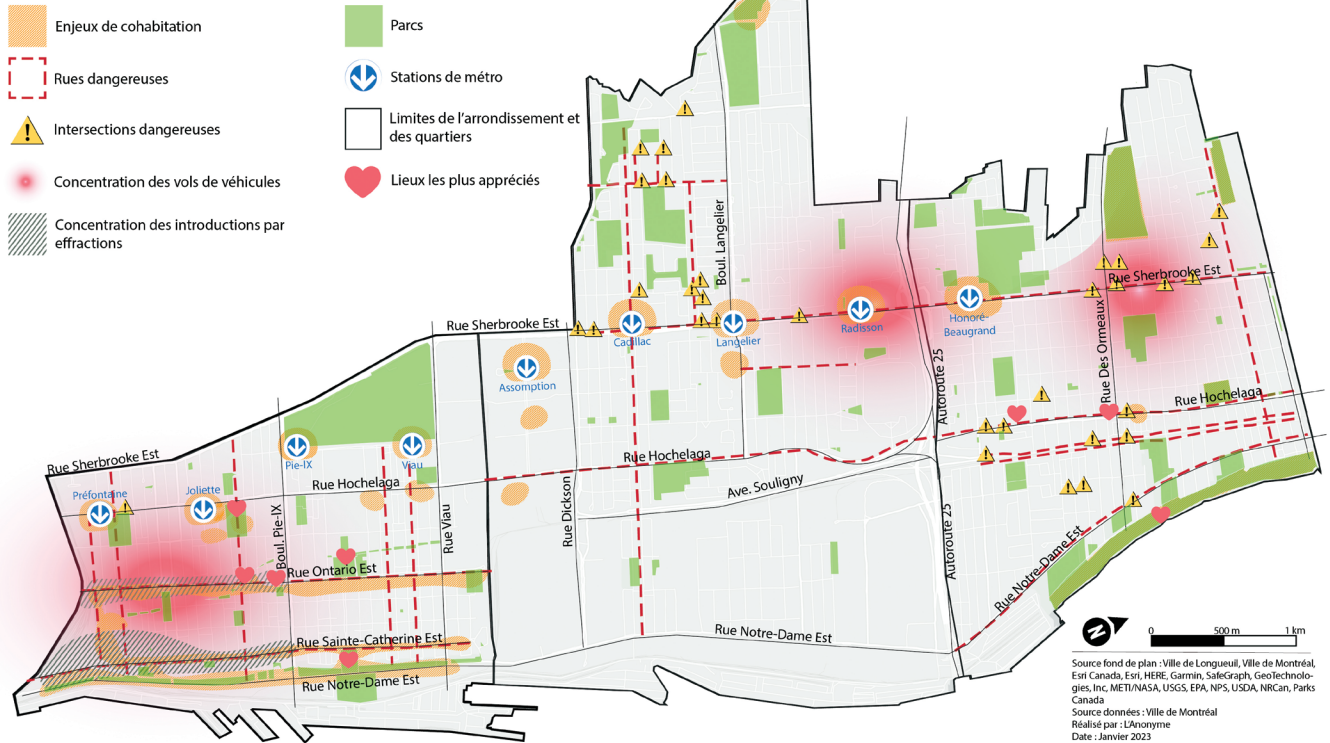 Enjeux de cohabitation
Rues dangereuses
Intersections dangereuses
Concentration des vols de véhicules
Concentration des introductions par
effractions
Parcs
Stations de métro
Limites de l'arrondissement et
des quartiers
Lieux les plus appréciés
Boul. Langelier
Rue Sherbrooke Est
Rue Sherbrooke Est
Cadillac
Langelier
Radisson
Honoré-
Beaugrand
Assomption
Autoroute 25
Rue Des Ormeaux
Rue Hochelaga
Rue Sherbrooke Est
Pie-IX
Viau
Rue Hochelaga
Rue Hochelaga
Ave. Souligny
Préfontaine
Joliette
Boul. Pie-IX
Rue Viau
Rue Dickson
Autoroute 25
Rue Ontario Est
Rue Notre-Dame Est
Rue Sainte-Catherine Est
Rue Notre-Dame Est
Rue Notre-Dame Est
N
0 500 m 1 km
Source fond de plan : Ville de Longueuil, Ville de Montréal,
Esri Canada, Esri, HERE, Garmin, SafeGraph, GeoTechnolo-
gies, Inc, METI/NASA, USGS, EPA, NPS, USDA, NRCan, Parks
Canada
Source données : Ville de Montréal
Réalisé par : L'Anonyme
Date : Janvier 2023